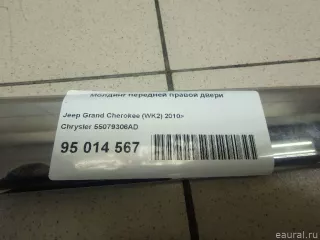 Молдинг передней правой двери
Jeep Grand Cherokee (WK2) 2010>
Chrysler 55079306AD
95 014 567
eaural.ru